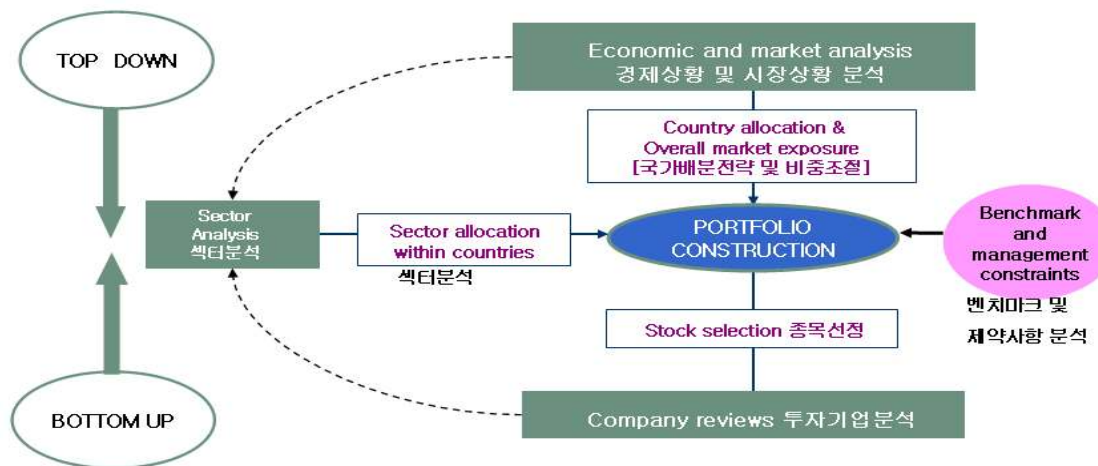 TOP DOWN
Economic and market analysis
경제상황 및 시장상황 분석
Country allocation &
Overall market exposure
[국가배분전략 및 비중조절]
Sector
Analysis
섹터분석
Sector allocation
within countries
섹터분석
PORTFOLIO
CONSTRUCTION
Benchmark
and
management
constraints
벤치마크 및
제약사항 분석
Stock selection 종목선정
BOTTOM UP
Company reviews 투자기업분석